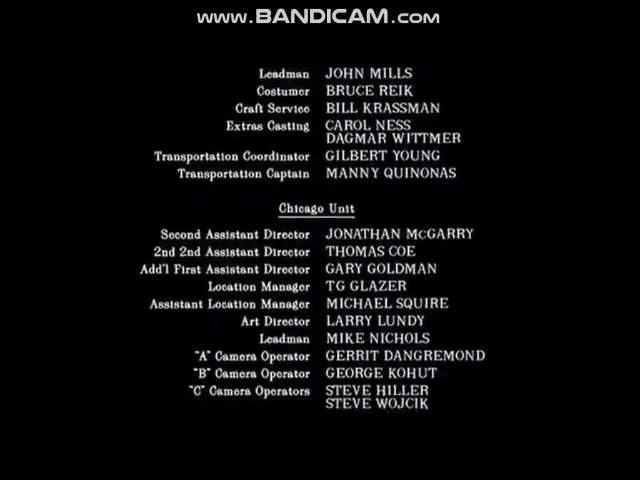 www.BANDICAM.com
Leadman JOHN MILLS
Costumer BRUCE REIK
Craft Service BILL KRASSMAN
Extras Casting CAROL NESS
DAGMAR WITTMER
Transportation Coordinator GILBERT YOUNG
Transportation Captain MANNY QUINONAS
Chicago Unit
Second Assistant Director JONATHAN McGARRY
2nd 2nd Assistant Director THOMAS COE
Add'l First Assistant Director GARY GOLDMAN
Location Manager TG GLAZER
Assistant Location Manager MICHAEL SQUIRE
Art Director LARRY LUNDY
Leadman MIKE NICHOLS
"A" Camera Operator GERRIT DANGREMOND
"B" Camera Operator GEORGE KOHUT
"C" Camera Operators STEVE HILLER
STEVE WOJCIK